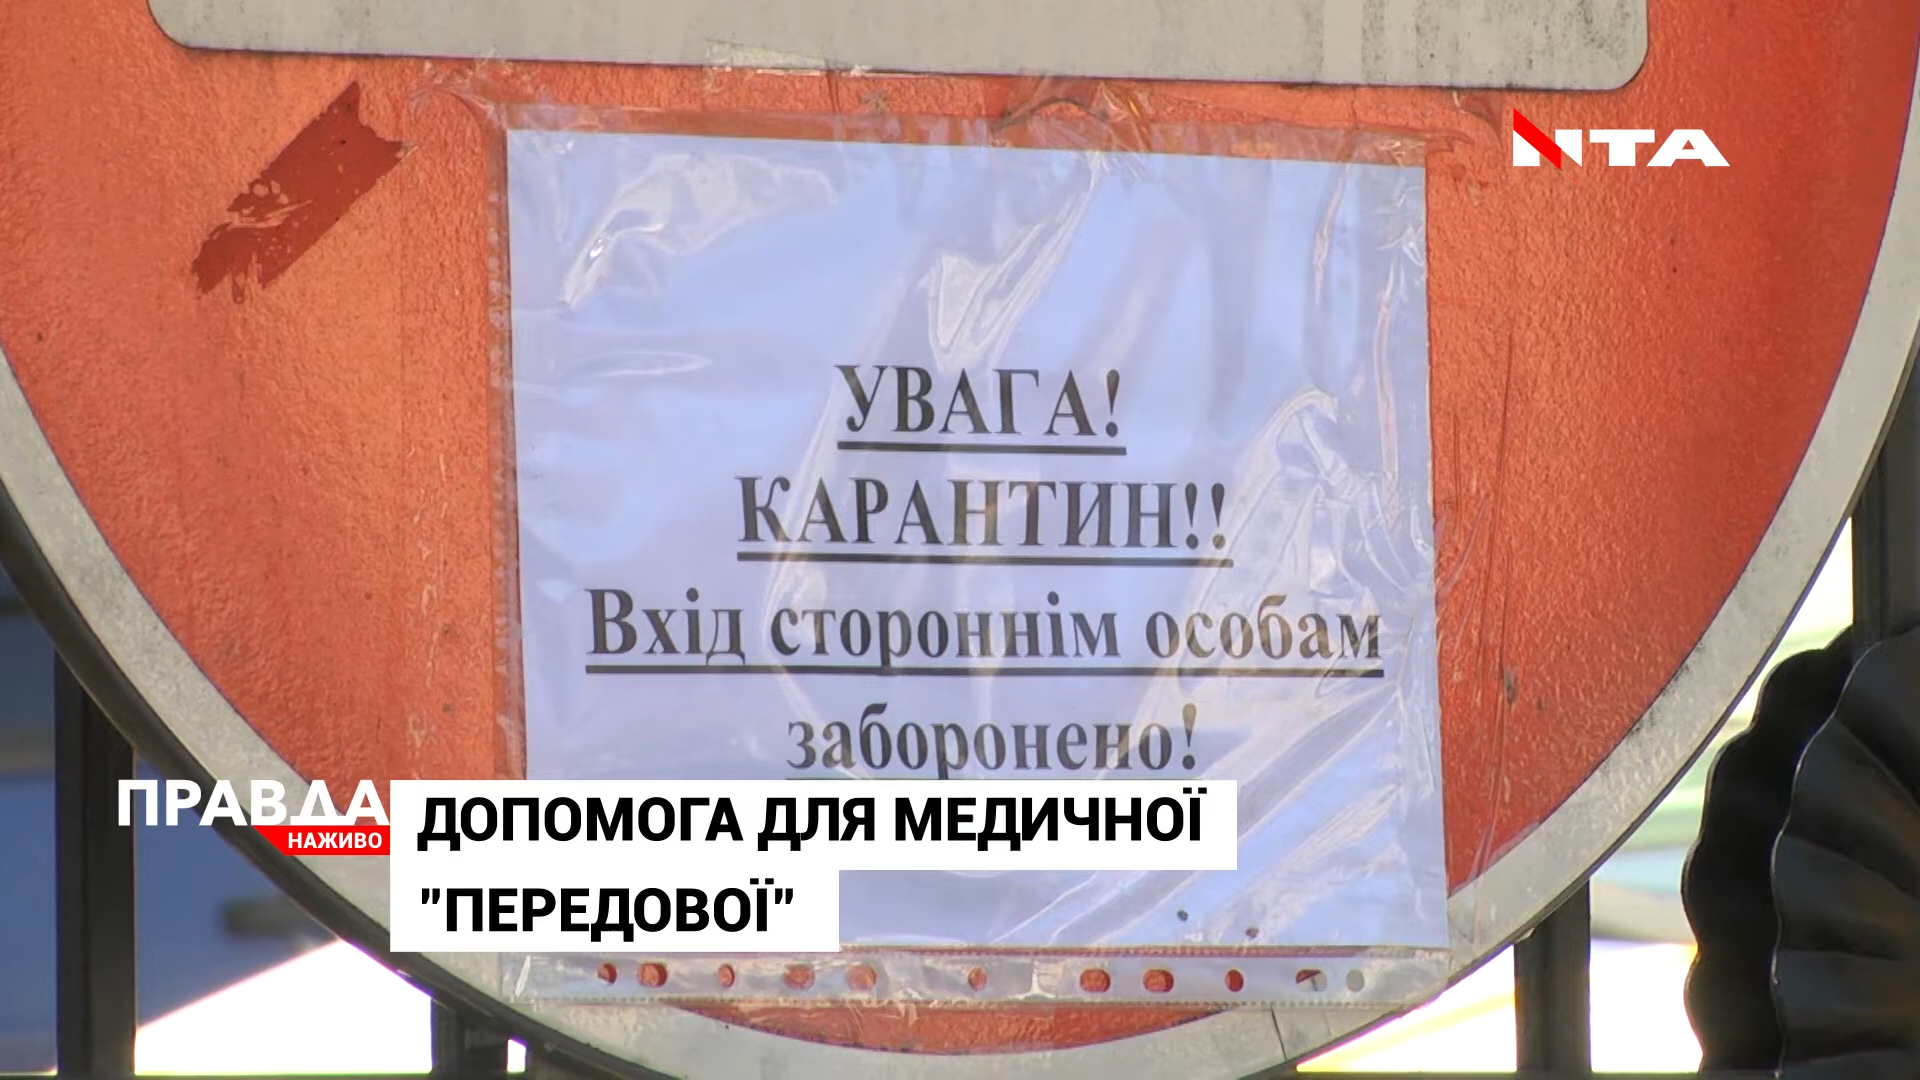 NTA
УВАГА!
КАРАНТИН!!
Вхід стороннім особам
заборонено!
ПРАВДА
НАЖИВО
ДОПОМОГА ДЛЯ МЕДИЧНОЇ
"ПЕРЕДОВОЇ"